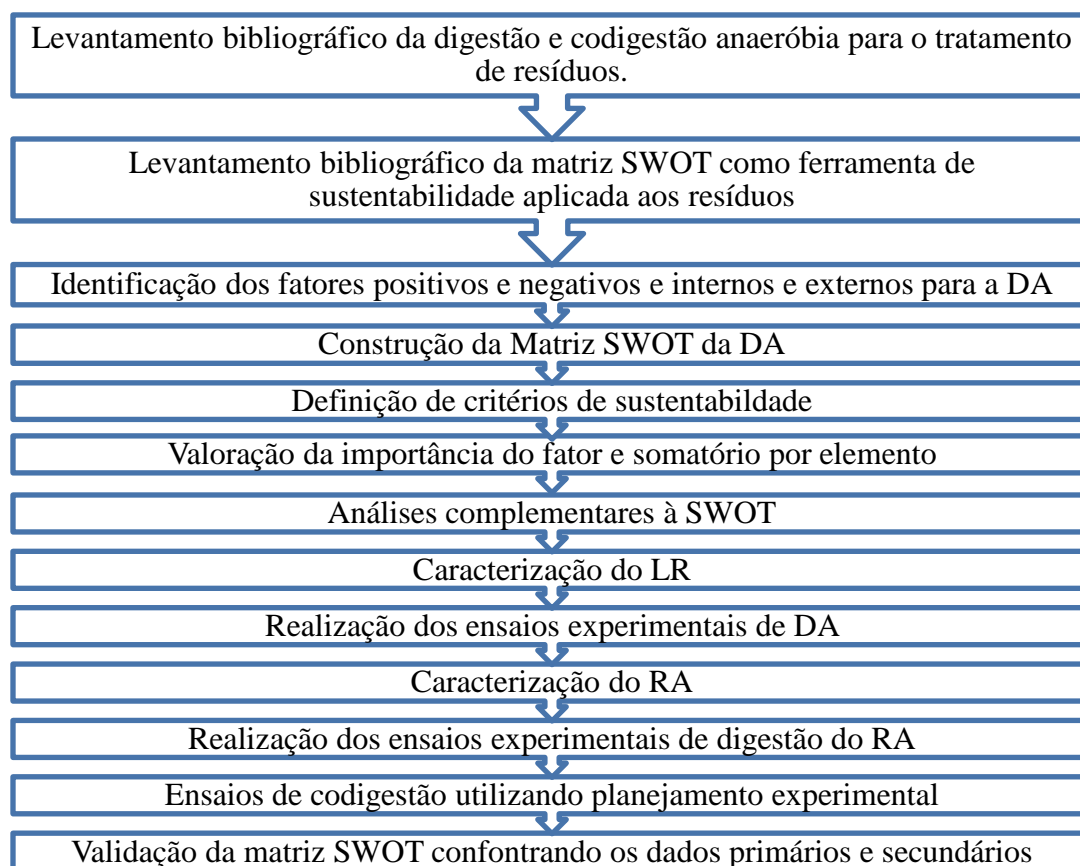 Levantamento bibliográfico da digestão e codigestão anaeróbia para o tratamento
de resíduos.
Levantamento bibliográfico da matriz SWOT como ferramenta de
sustentabilidade aplicada aos resíduos
Identificação dos fatores positivos e negativos e internos e externos para a DA
Construção da Matriz SWOT da DA
Definição de critérios de sustentabildade
Valoração da importância do fator e somatório por elemento
Análises complementares à SWOT
Caracterização do LR
Realização dos ensaios experimentais de DA
Caracterização do RA
Realização dos ensaios experimentais de digestão do RA
Ensaios de codigestão utilizando planejamento experimental
Validação da matriz SWOT confontrando os dados primários e secundários